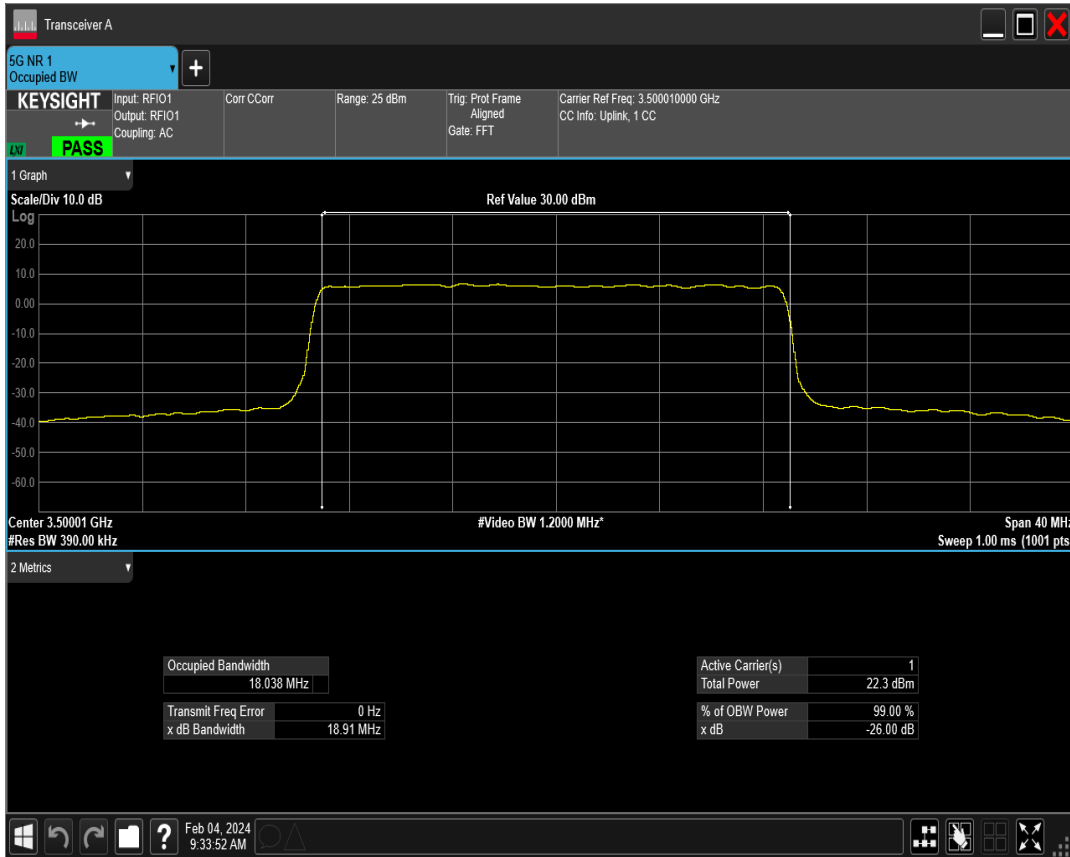 Transceiver A
5G NR 1
Occupied BW
KEYSIGHT
LXI
PASS
Input: RFIO1
Output: RFIO1
Coupling: AC
Corr CCorr
Range: 25 dBm
Trig: Prot Frame
Aligned
Gate: FFT
Carrier Ref Freq: 3.500010000 GHz
CC Info: Uplink, 1 CC
1 Graph
Scale/Div 10.0 dB
Ref Value 30.00 dBm
Log
20.0
10.0
0.00
-10.0
-20.0
-30.0
-40.0
-50.0
-60.0
Center 3.50001 GHz
#Video BW 1.2000 MHz*
Span 40 MHz
#Res BW 390.00 kHz
Sweep 1.00 ms (1001 pts
2 Metrics
Occupied Bandwidth
18.038 MHz
Transmit Freq Error 0 Hz
x dB Bandwidth 18.91 MHz
Active Carrier(s) 1
Total Power 22.3 dBm
% of OBW Power 99.00 %
x dB -26.00 dB
?
Feb 04, 2024
9:33:52 AM